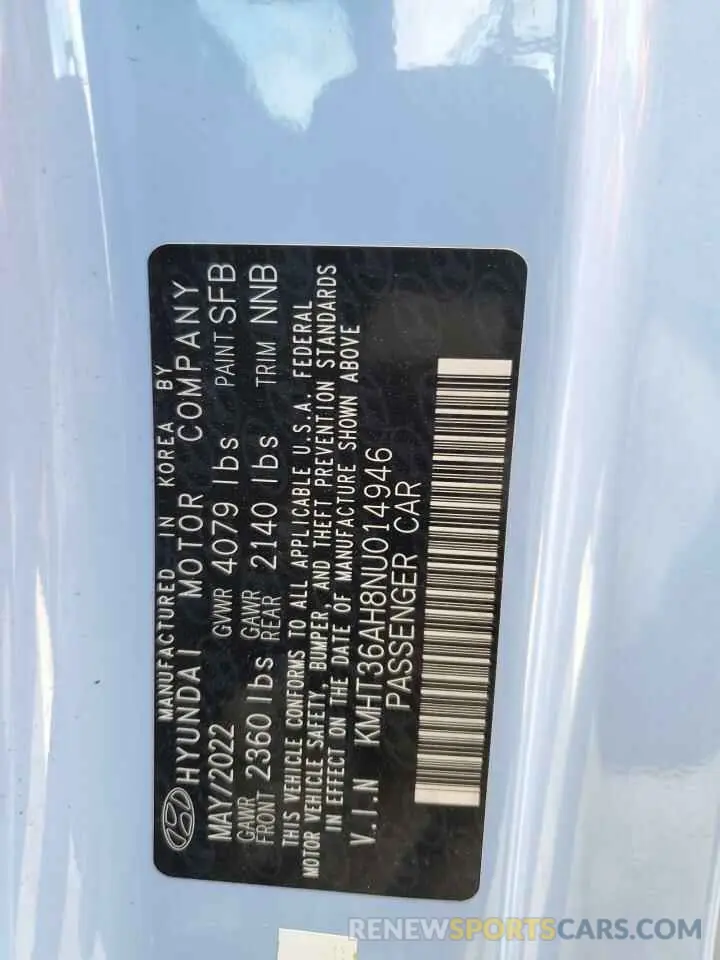 MANUFACTURED IN KOREA BY
HYUNDAI MOTOR COMPANY
MAY/2022 GVWR 4079 lbs PAINT SFB
GAWR FRONT 2360 lbs GAWR REAR 2140 lbs TRIM NNB
THIS VEHICLE CONFORMS TO ALL APPLICABLE U.S.A. FEDERAL
MOTOR VEHICLE SAFETY, BUMPER, AND THEFT PREVENTION STANDARDS
IN EFFECT ON THE DATE OF MANUFACTURE SHOWN ABOVE
V.I.N KMHT36AH8NU014946
PASSENGER CAR
RENEWSPORTSCARS.COM